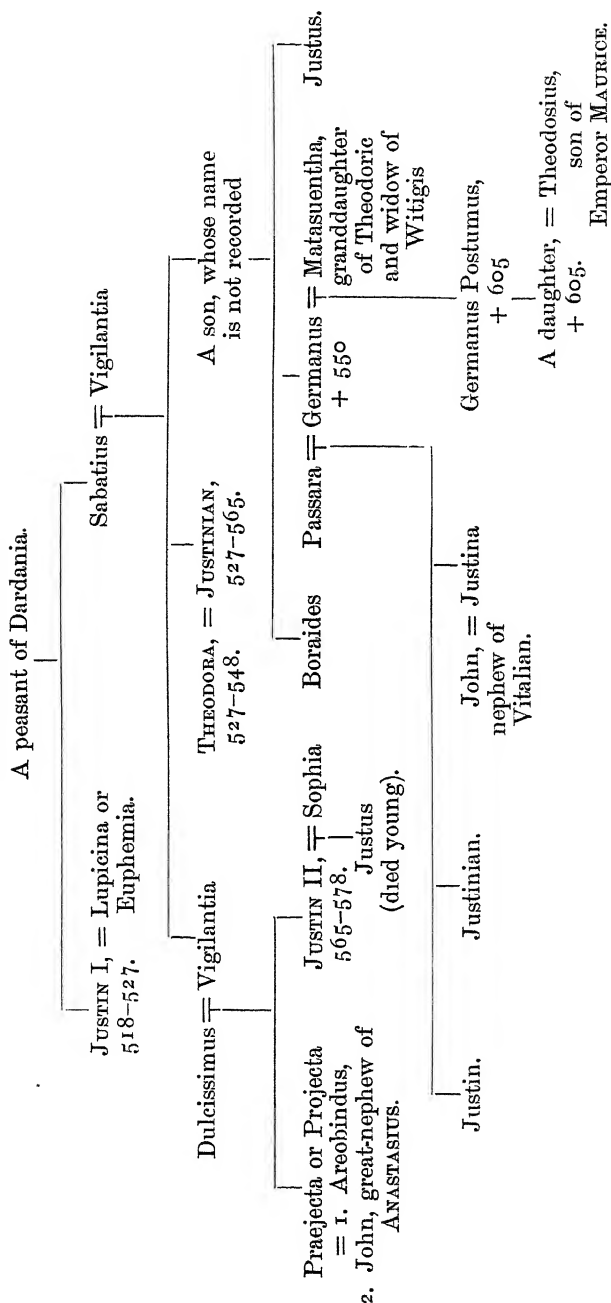 A peasant of Dardania.
JUSTIN I, = Lupicina or
518–527. Euphemia.
Sabatius = Vigilantia
Dulcissimus = Vigilantia
THEODORA, = JUSTINIAN,
527–548. 527–565.
A son, whose name
is not recorded
Praejecta or Projecta
= 1. Areobindus,
2. John, great-nephew of
ANASTASIUS.
JUSTIN II, = Sophia
565–578.
Justus
(died young).
Boraides
Passara = Germanus = Matasuentha,
+ 550 granddaughter
of Theodoric
and widow of
Witigis
Justus.
Justin.
Justinian.
John, = Justina
nephew of
Vitalian.
Germanus Postumus,
+ 605
A daughter, = Theodosius,
+ 605. son of
Emperor MAURICE.